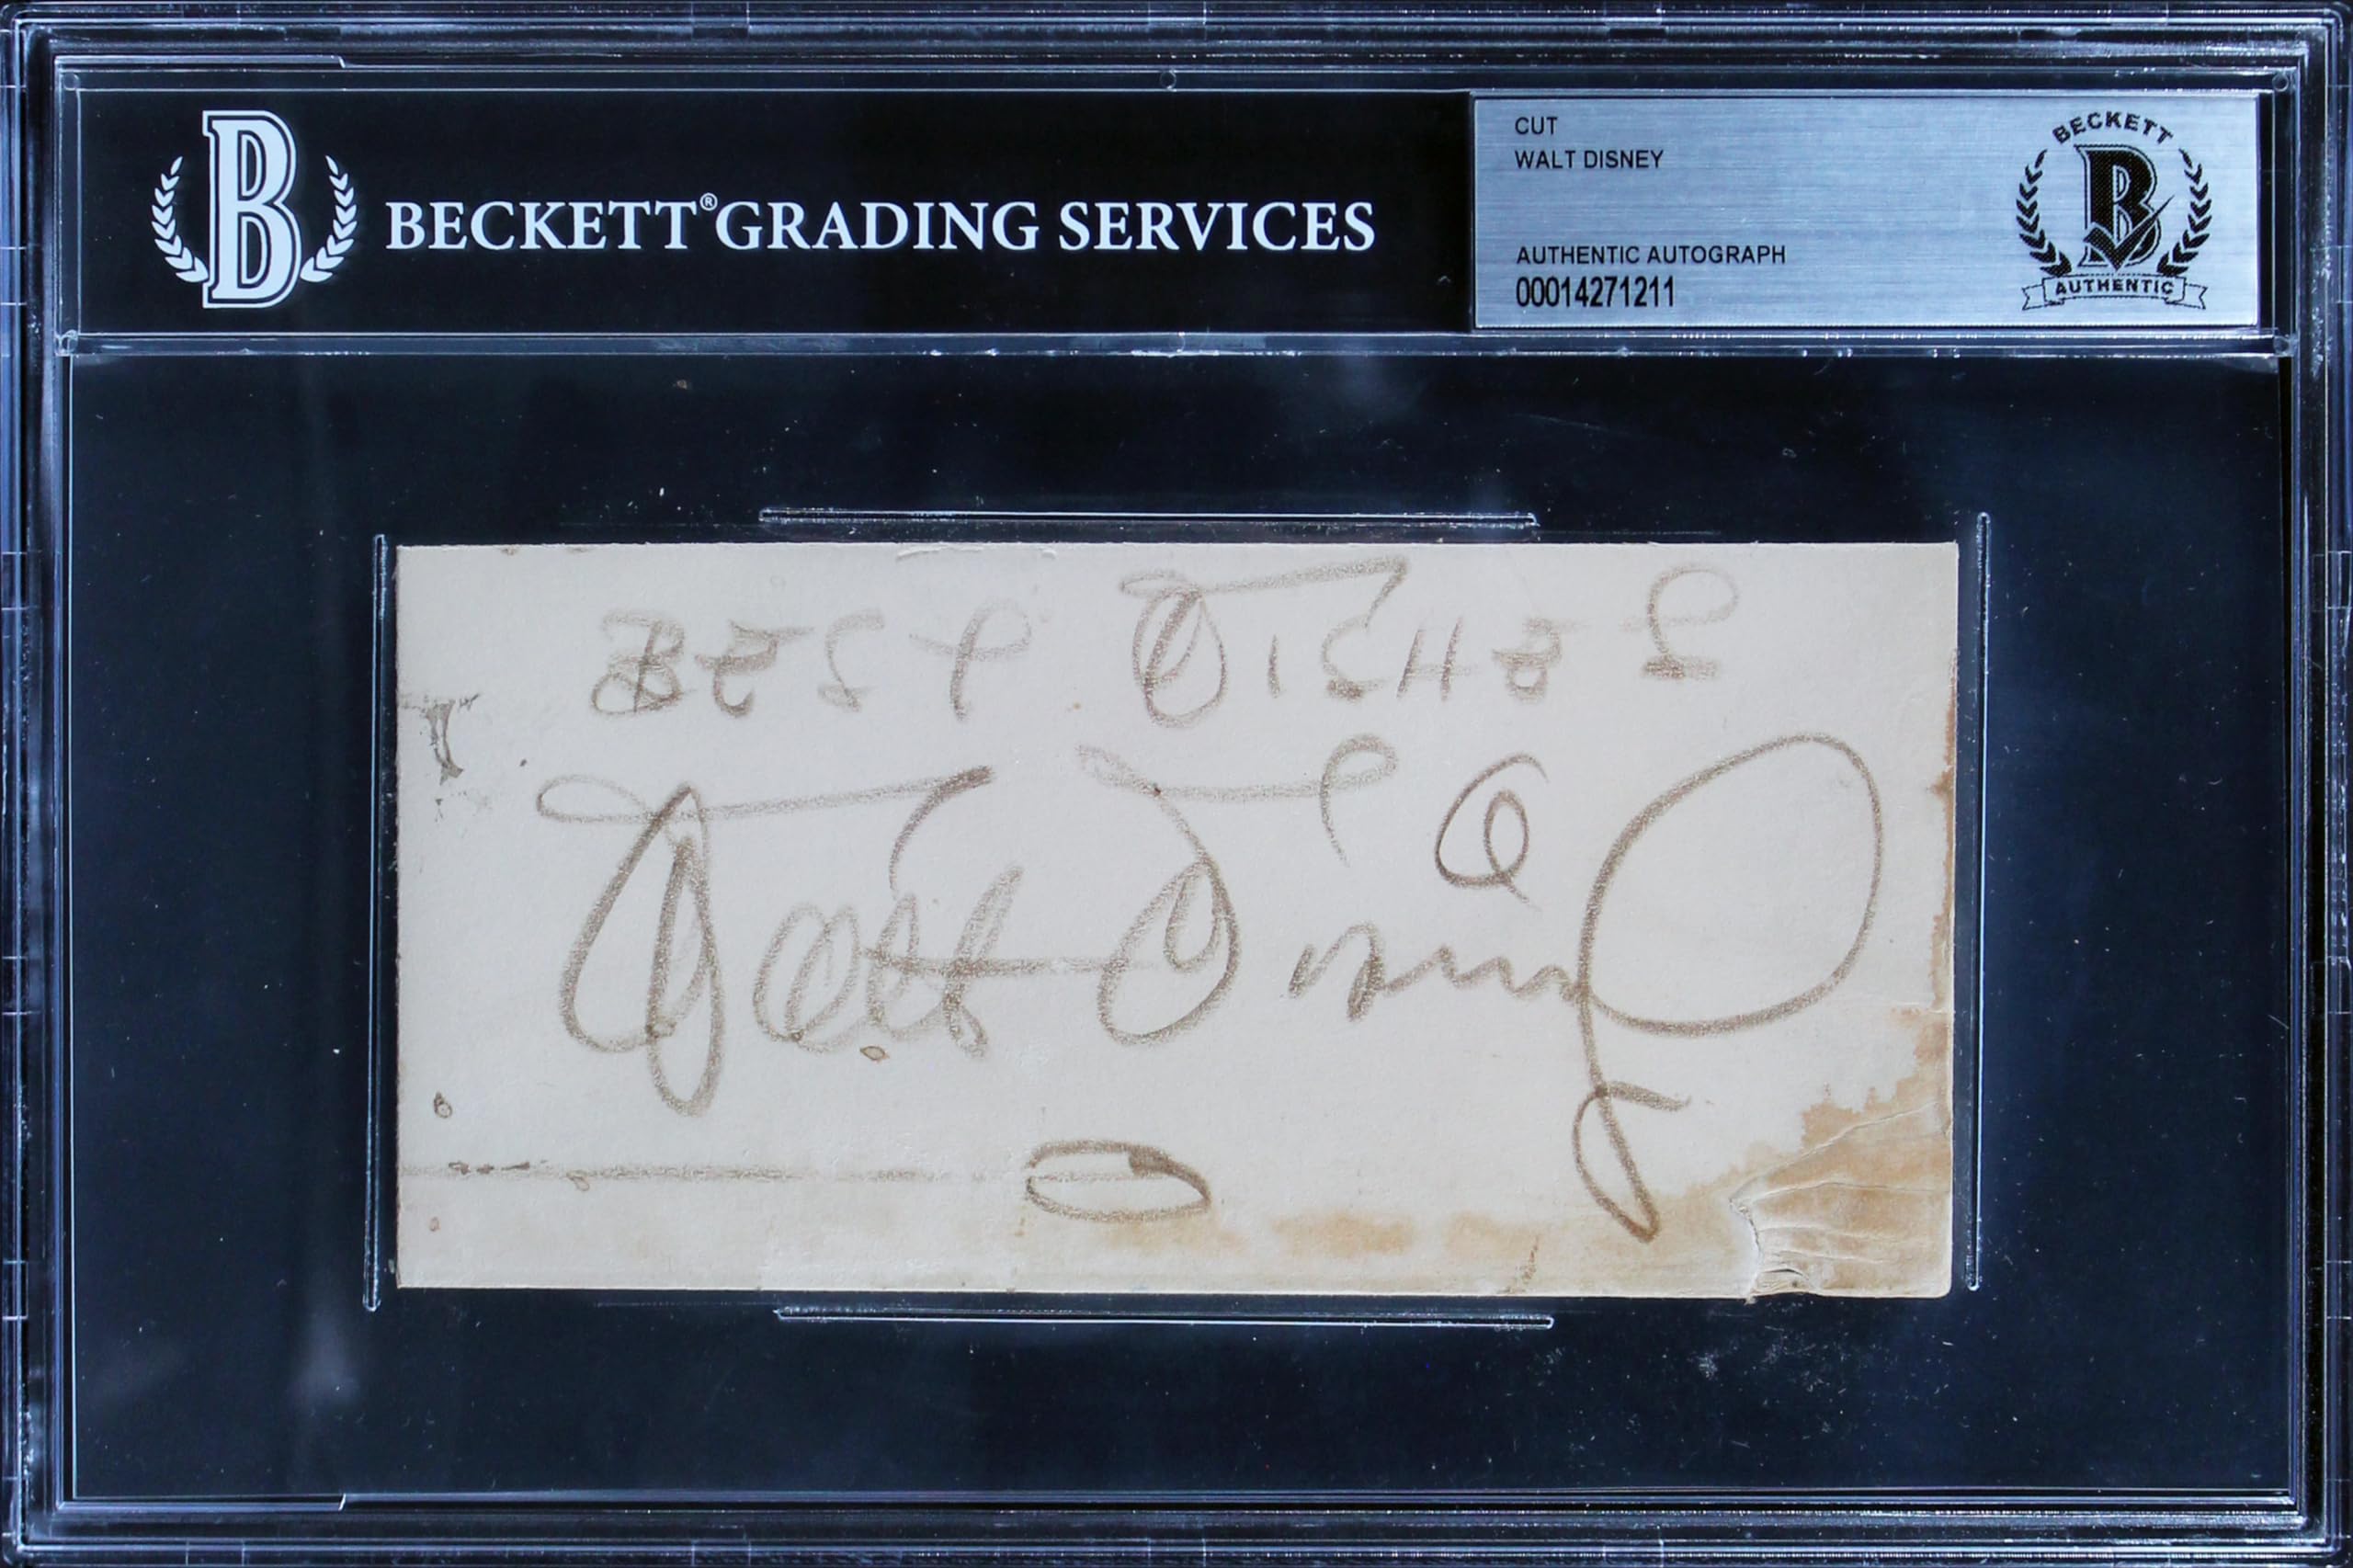 B
BECKETT® GRADING SERVICES
CUT
WALT DISNEY
AUTHENTIC AUTOGRAPH
00014271211
BECKETT
B
AUTHENTIC
BEST WISHES
Walt Disney